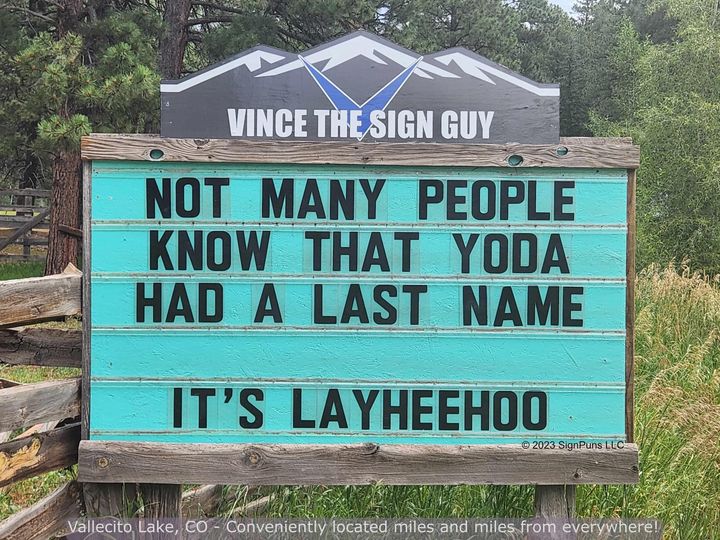 VINCE THE SIGN GUY
NOT MANY PEOPLE
KNOW THAT YODA
HAD A LAST NAME
IT'S LAYHEEHOO
© 2023 SignPuns LLC
Vallecito Lake, CO - Conveniently located miles and miles from everywhere!